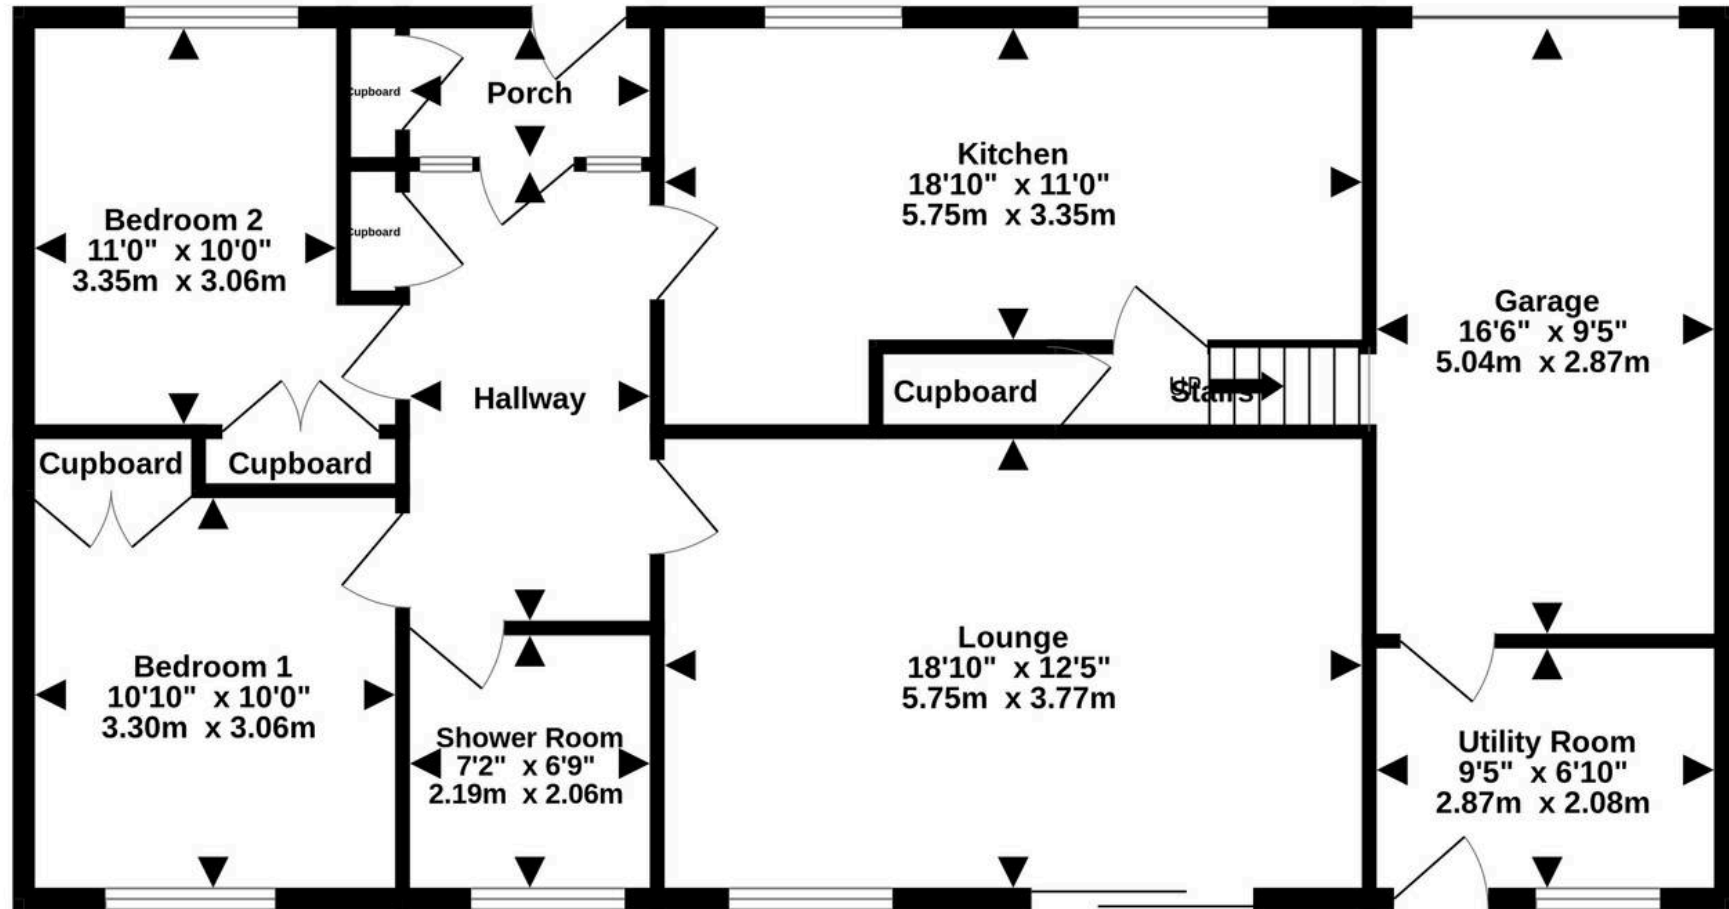 Cupboard
Porch
Kitchen
18'10" x 11'0"
5.75m x 3.35m
Bedroom 2
11'0" x 10'0"
3.35m x 3.06m
Cupboard
Garage
16'6" x 9'5"
5.04m x 2.87m
Hallway
Cupboard
UP
Stairs
Cupboard
Cupboard
Bedroom 1
10'10" x 10'0"
3.30m x 3.06m
Lounge
18'10" x 12'5"
5.75m x 3.77m
Shower Room
7'2" x 6'9"
2.19m x 2.06m
Utility Room
9'5" x 6'10"
2.87m x 2.08m